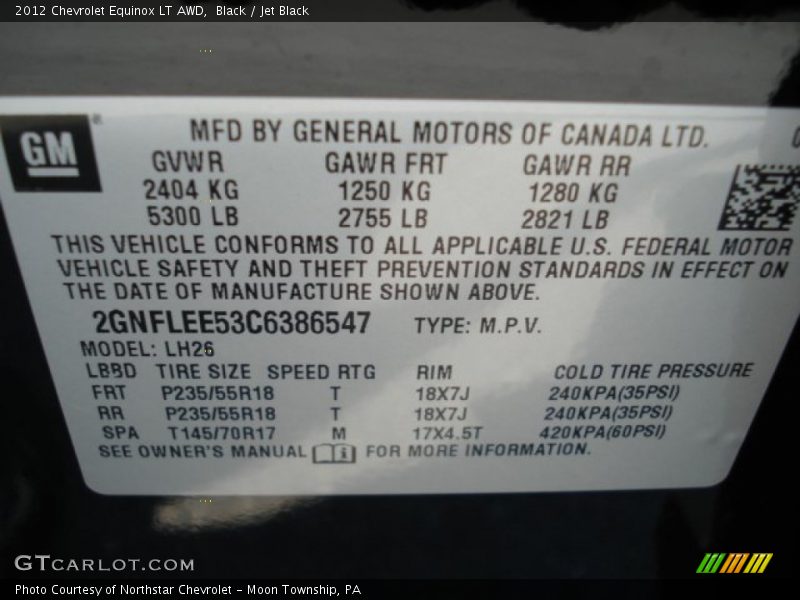 2012 Chevrolet Equinox LT AWD, Black / Jet Black
GM
MFD BY GENERAL MOTORS OF CANADA LTD.
GVWR GAWR FRT GAWR RR
2404 KG 1250 KG 1280 KG
5300 LB 2755 LB 2821 LB
THIS VEHICLE CONFORMS TO ALL APPLICABLE U.S. FEDERAL MOTOR
VEHICLE SAFETY AND THEFT PREVENTION STANDARDS IN EFFECT ON
THE DATE OF MANUFACTURE SHOWN ABOVE.
2GNFLEE53C6386547 TYPE: M.P.V.
MODEL: LH26
LBBD TIRE SIZE SPEED RTG RIM COLD TIRE PRESSURE
FRT P235/55R18 T 18X7J 240KPA(35PSI)
RR P235/55R18 T 18X7J 240KPA(35PSI)
SPA T145/70R17 M 17X4.5T 420KPA(60PSI)
SEE OWNER'S MANUAL FOR MORE INFORMATION.
GTCARLOT.COM
Photo Courtesy of Northstar Chevrolet - Moon Township, PA